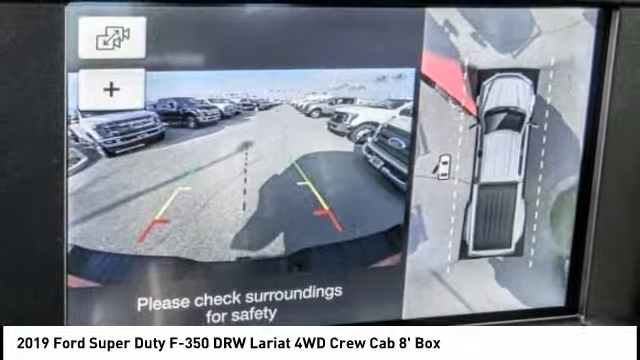 +
Please check surroundings
for safety
2019 Ford Super Duty F-350 DRW Lariat 4WD Crew Cab 8' Box